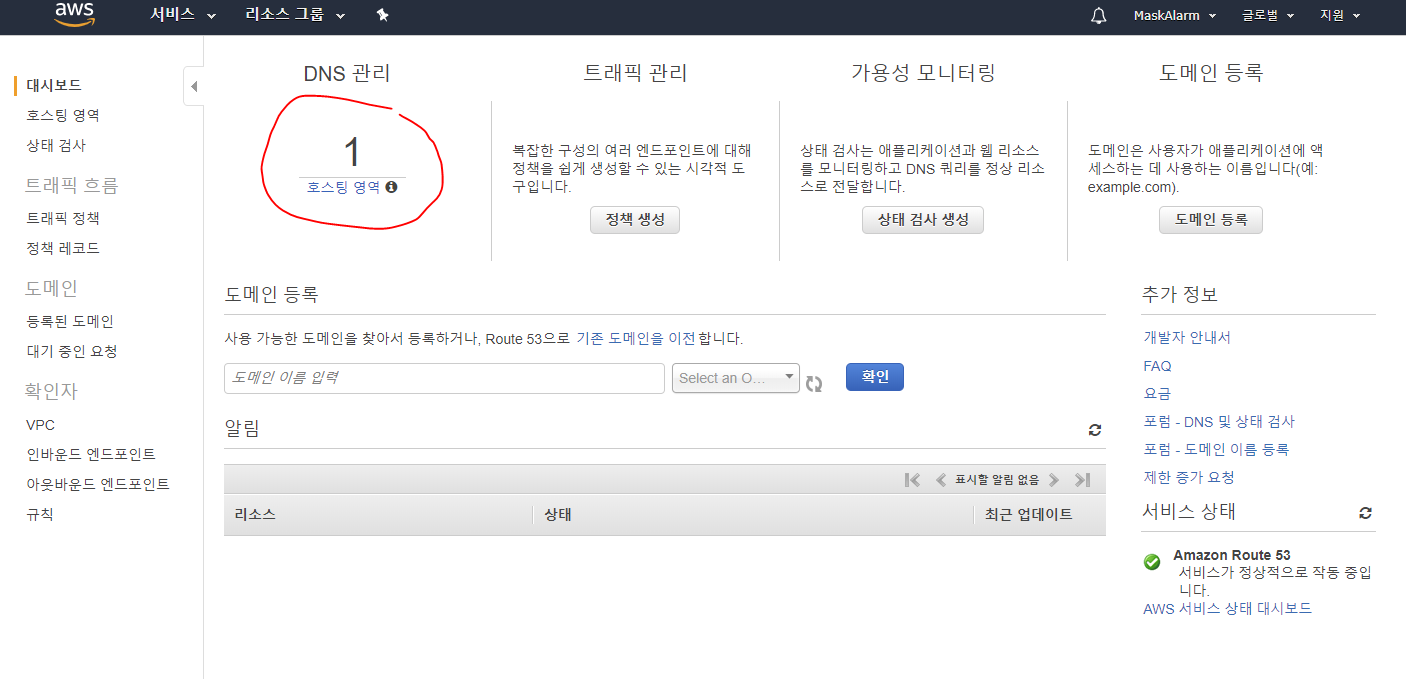 aws 서비스 리소스 그룹 MaskAlarm 글로벌 지원
대시보드
호스팅 영역
상태 검사
트래픽 흐름
트래픽 정책
정책 레코드
도메인
등록된 도메인
대기 중인 요청
확인자
VPC
인바운드 엔드포인트
아웃바운드 엔드포인트
규칙
DNS 관리
1
호스팅 영역
트래픽 관리
복잡한 구성의 여러 엔드포인트에 대해
정책을 쉽게 생성할 수 있는 시각적 도
구입니다.
정책 생성
가용성 모니터링
상태 검사는 애플리케이션과 웹 리소스
를 모니터링하고 DNS 쿼리를 정상 리소
스로 전달합니다.
상태 검사 생성
도메인 등록
도메인은 사용자가 애플리케이션에 액
세스하는 데 사용하는 이름입니다(예:
example.com).
도메인 등록
도메인 등록
사용 가능한 도메인을 찾아서 등록하거나, Route 53으로 기존 도메인을 이전합니다.
도메인 이름 입력 Select an O... 확인
알림
표시할 알림 없음
리소스 상태 최근 업데이트
추가 정보
개발자 안내서
FAQ
요금
포럼 - DNS 및 상태 검사
포럼 - 도메인 이름 등록
제한 증가 요청
서비스 상태
Amazon Route 53
서비스가 정상적으로 작동 중입
니다.
AWS 서비스 상태 대시보드